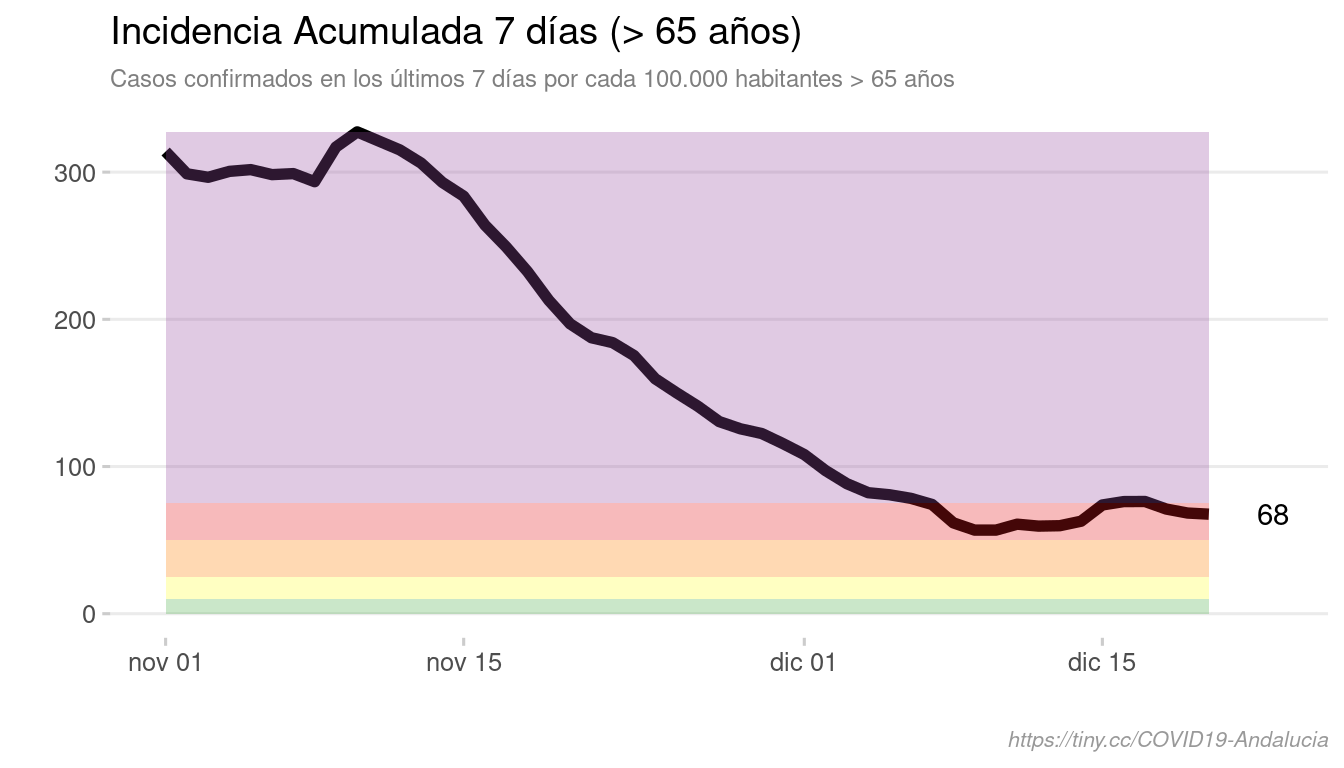 Incidencia Acumulada 7 días (> 65 años)
Casos confirmados en los últimos 7 días por cada 100.000 habitantes > 65 años
300
200
100
0
68
nov 01
nov 15
dic 01
dic 15
https://tiny.cc/COVID19-Andalucia